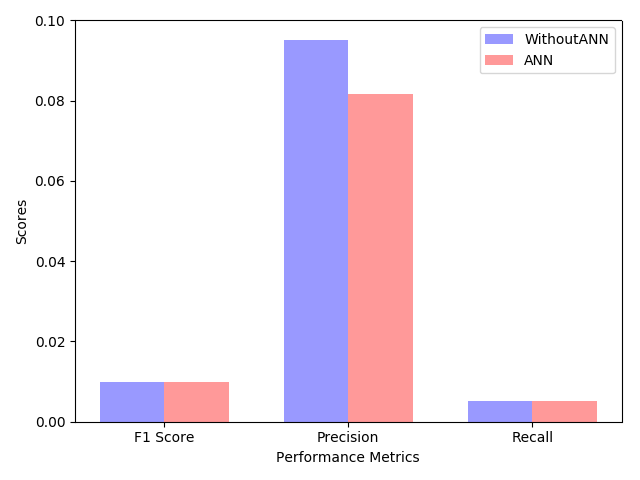 0.10
0.08
0.06
0.04
0.02
0.00
Scores
WithoutANN
ANN
F1 Score
Precision
Recall
Performance Metrics